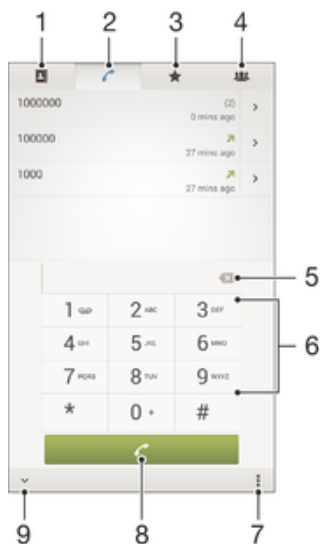 1 2 3 4
1000000 (2)
0 mins ago
100000
27 mins ago
1000
27 mins ago
5
1 2 ABC 3 DEF
4 GHI 5 JKL 6 MNO
6
7 PQRS 8 TUV 9 WXYZ
* 0 + #
9 8 7